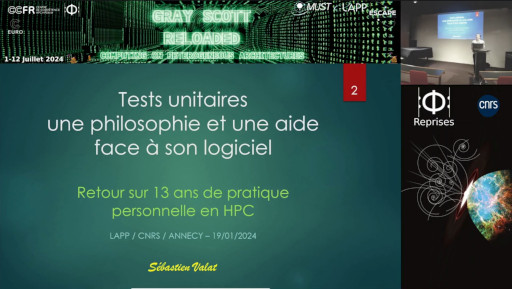 CCFR
EURO
GRAY SCOTT
RELOADED
COMPUTING ON HETEROGENEOUS ARCHITECTURES
MUST
LAPP
ESCAPE
1-12 Juillet 2024
2
Tests unitaires
une philosophie et une aide
face à son logiciel
Retour sur 13 ans de pratique
personnelle en HPC
LAPP / CNRS / ANNECY – 19/01/2024
Sébastien Valat
Reprises
cnrs